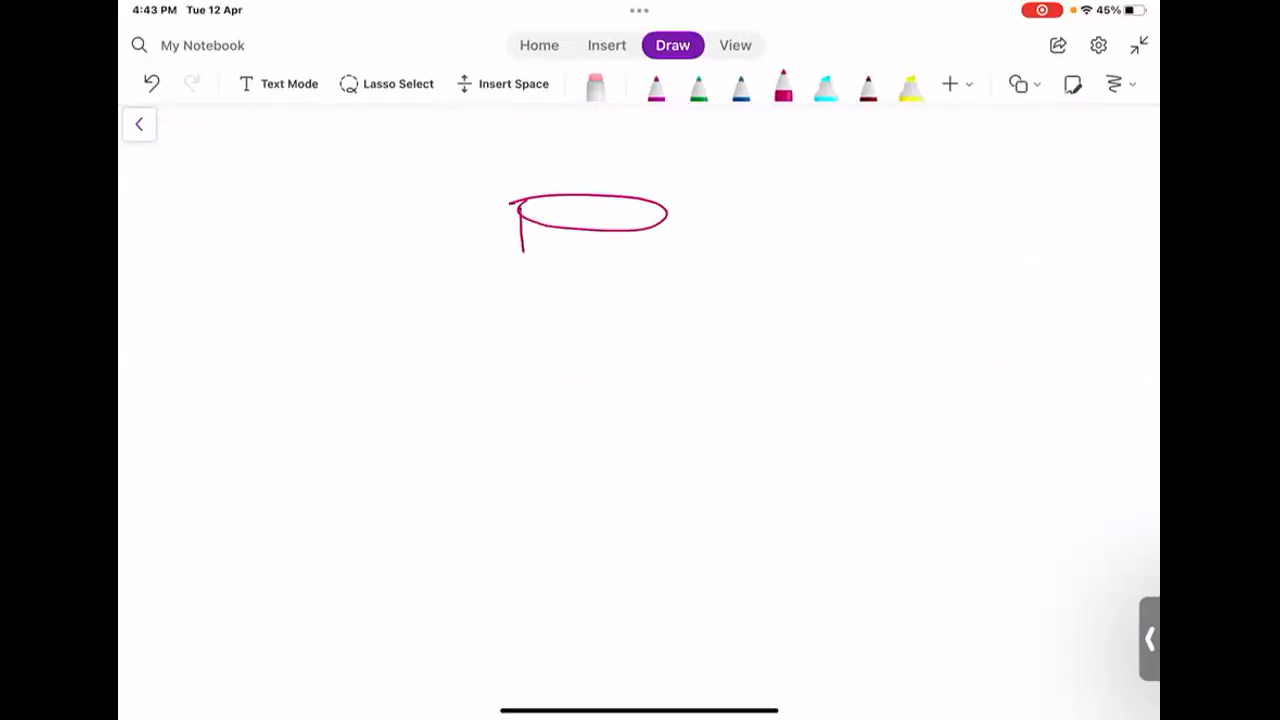 4:43 PM Tue 12 Apr 45%
My Notebook Home Insert Draw View
Text Mode Lasso Select Insert Space